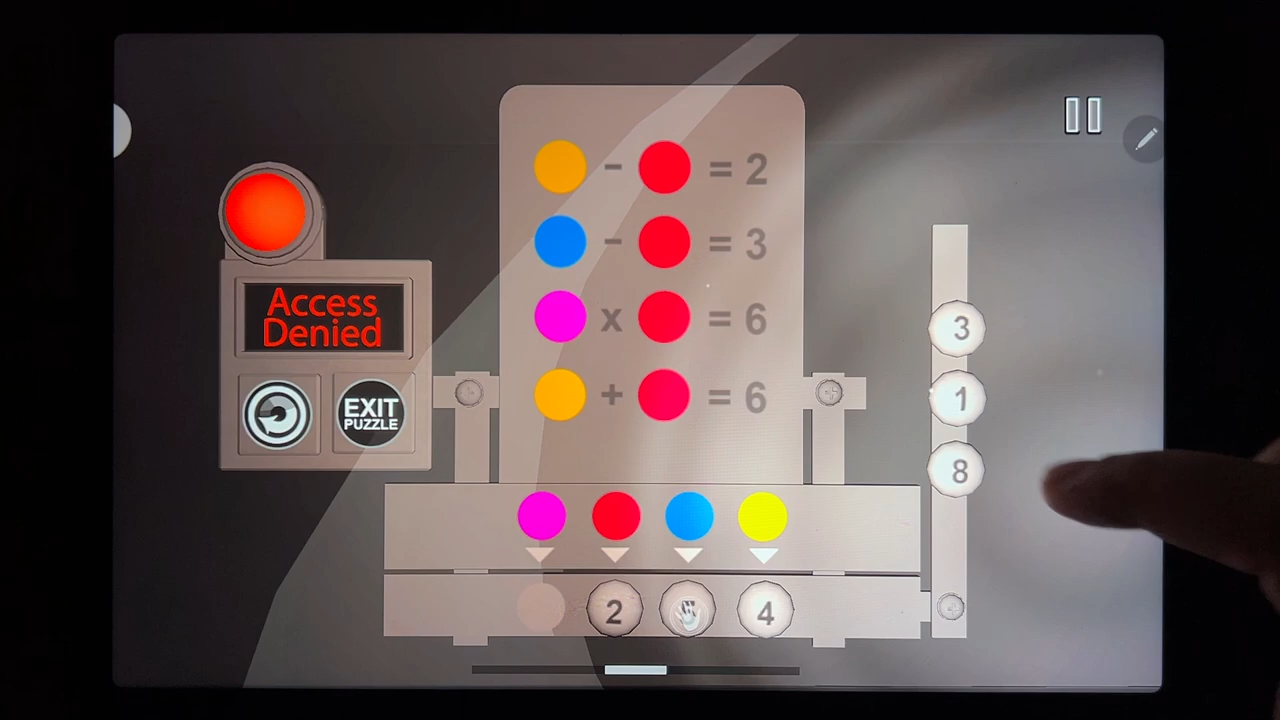 - = 2
- = 3
x = 6
+ = 6
Access
Denied
EXIT
PUZZLE
3
1
8
2
4